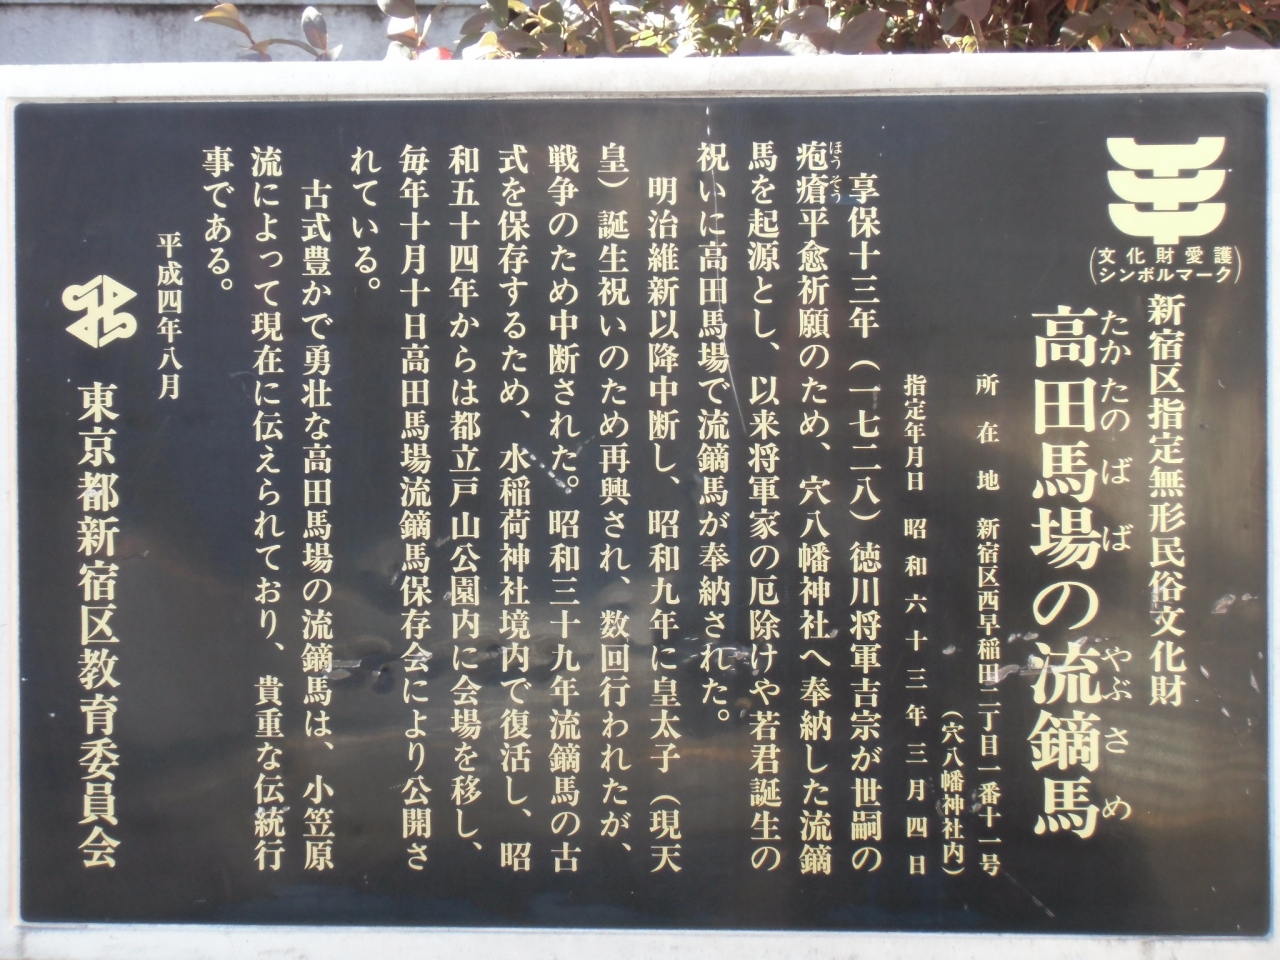 (文化財愛護
シンボルマーク)
新宿区指定無形民俗文化財
たかたのばば やぶさめ
高田馬場の流鏑馬
所在地 新宿区西早稲田二丁目一番十一号
(穴八幡神社内)
指定年月日 昭和六十三年三月四日
享保十三年(一七二八)徳川将軍吉宗が世嗣の
ほうそう
疱瘡平愈祈願のため、穴八幡神社へ奉納した流鏑
馬を起源とし、以来将軍家の厄除けや若君誕生の
祝いに高田馬場で流鏑馬が奉納された。
明治維新以降中断し、昭和九年に皇太子(現天
皇)誕生祝いのため再興され、数回行われたが、
戦争のため中断された。昭和三十九年流鏑馬の古
式を保存するため、水稲荷神社境内で復活し、昭
和五十四年からは都立戸山公園内に会場を移し、
毎年十月十日高田馬場流鏑馬保存会により公開さ
れている。
古式豊かで勇壮な高田馬場の流鏑馬は、小笠原
流によって現在に伝えられており、貴重な伝統行
事である。
平成四年八月
東京都新宿区教育委員会